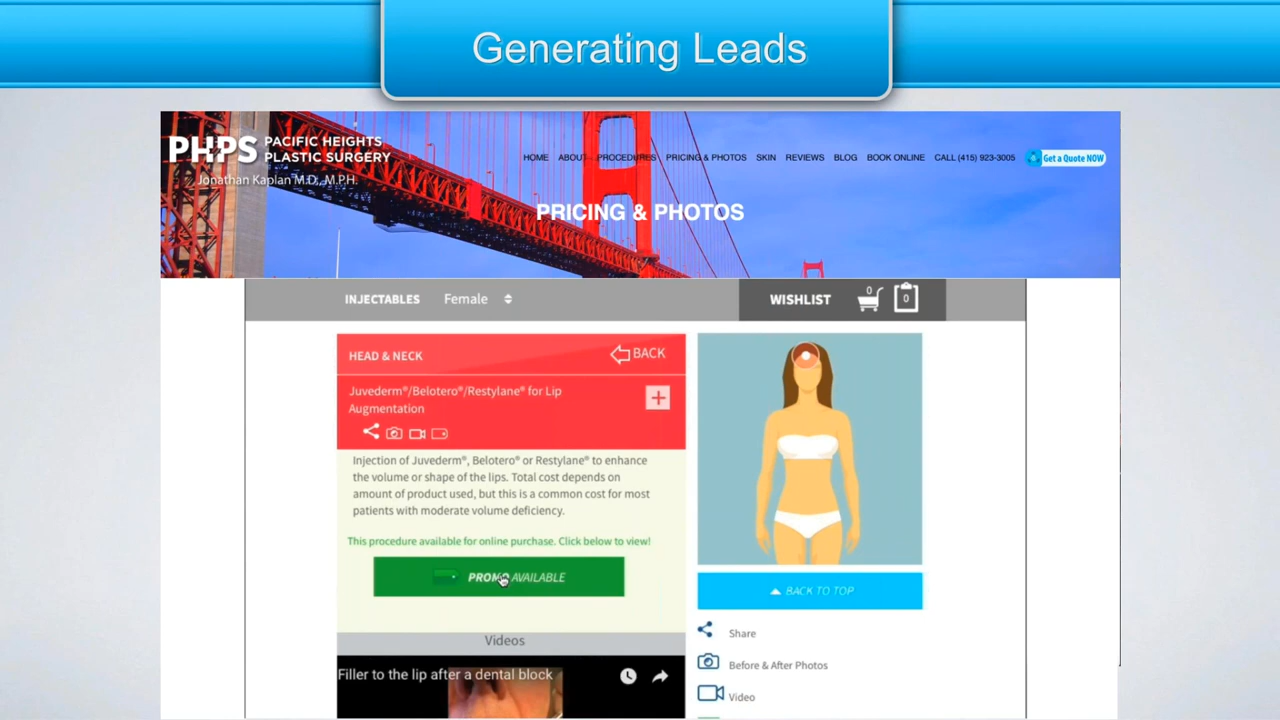 Generating Leads
PHPS PACIFIC HEIGHTS
PLASTIC SURGERY
Jonathan Kaplan M.D., M.P.H.
HOME ABOUT PROCEDURES PRICING & PHOTOS SKIN REVIEWS BLOG BOOK ONLINE CALL (415) 923-3005 Get a Quote NOW
PRICING & PHOTOS
INJECTABLES Female WISHLIST 0 0
HEAD & NECK BACK
Juvederm®/Belotero®/Restylane® for Lip
Augmentation
Injection of Juvederm®, Belotero® or Restylane® to enhance
the volume or shape of the lips. Total cost depends on
amount of product used, but this is a common cost for most
patients with moderate volume deficiency.
This procedure available for online purchase. Click below to view!
PROMO AVAILABLE
BACK TO TOP
Share
Videos
Before & After Photos
Filler to the lip after a dental block
Video